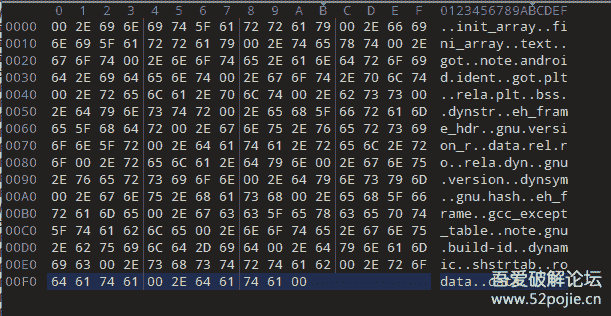 0 1 2 3 4 5 6 7 8 9 A B C D E F 0123456789ABCDEF
0000 00 2E 69 6E 69 74 5F 61 72 72 61 79 00 2E 66 69 ..init_array..fi
0010 6E 69 5F 61 72 72 61 79 00 2E 74 65 78 74 00 2E ni_array..text..
0020 67 6F 74 00 2E 6E 6F 74 65 2E 61 6E 64 72 6F 69 got..note.androi
0030 64 2E 69 64 65 6E 74 00 2E 67 6F 74 2E 70 6C 74 d.ident..got.plt
0040 00 2E 72 65 6C 61 2E 70 6C 74 00 2E 62 73 73 00 ..rela.plt..bss.
0050 2E 64 79 6E 73 74 72 00 2E 65 68 5F 66 72 61 6D .dynstr..eh_fram
0060 65 5F 68 64 72 00 2E 67 6E 75 2E 76 65 72 73 69 e_hdr..gnu.versi
0070 6F 6E 5F 72 00 2E 64 61 74 61 2E 72 65 6C 2E 72 on_r..data.rel.r
0080 6F 00 2E 72 65 6C 61 2E 64 79 6E 00 2E 67 6E 75 o..rela.dyn..gnu
0090 2E 76 65 72 73 69 6F 6E 00 2E 64 79 6E 73 79 6D .version..dynsym
00A0 00 2E 67 6E 75 2E 68 61 73 68 00 2E 65 68 5F 66 ..gnu.hash..eh_f
00B0 72 61 6D 65 00 2E 67 63 63 5F 65 78 63 65 70 74 rame..gcc_except
00C0 5F 74 61 62 6C 65 00 2E 6E 6F 74 65 2E 67 6E 75 _table..note.gnu
00D0 2E 62 75 69 6C 64 2D 69 64 00 2E 64 79 6E 61 6D .build-id..dynam
00E0 69 63 00 2E 73 68 73 74 72 74 61 62 00 2E 72 6F ic..shstrtab..ro
00F0 64 61 74 61 00 2E 64 61 74 61 00 data..data.
吾爱破解论坛
www.52pojie.cn